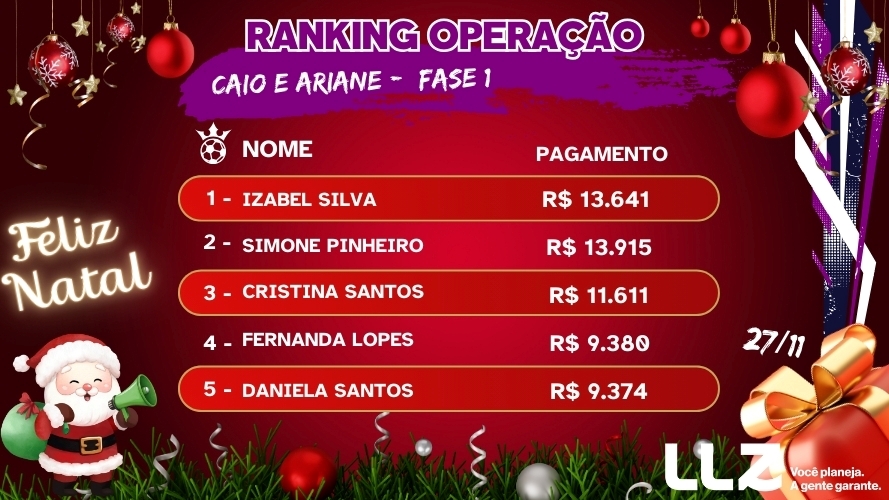 RANKING OPERAÇÃO
CAIO E ARIANE - FASE 1
NOME PAGAMENTO
1 - IZABEL SILVA R$ 13.641
2 - SIMONE PINHEIRO R$ 13.915
3 - CRISTINA SANTOS R$ 11.611
4 - FERNANDA LOPES R$ 9.380
5 - DANIELA SANTOS R$ 9.374
Feliz
Natal
27/11
LLZ
Você planeja.
A gente garante.